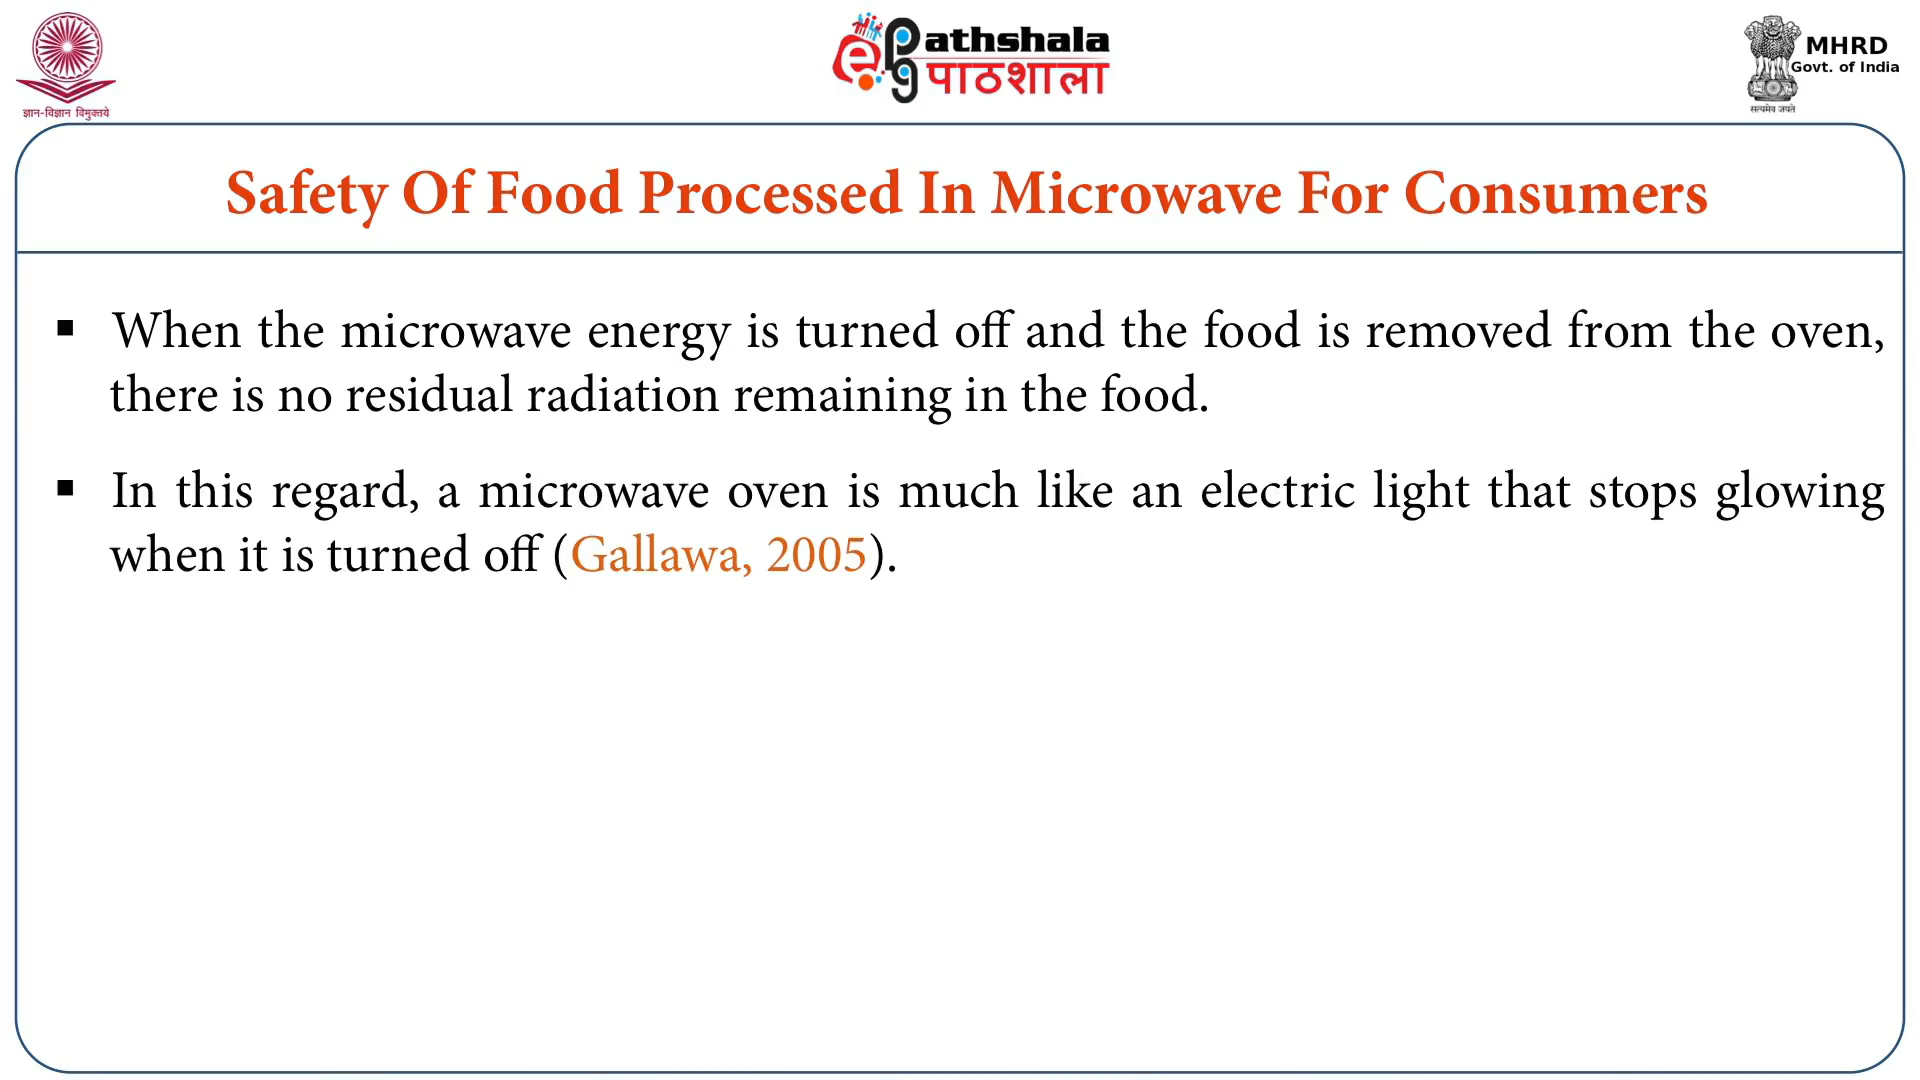 ज्ञान-विज्ञान विमुक्तये
e Pathshala
पाठशाला
MHRD
Govt. of India
सत्यमेव जयते
Safety Of Food Processed In Microwave For Consumers
▪ When the microwave energy is turned off and the food is removed from the oven,
there is no residual radiation remaining in the food.
▪ In this regard, a microwave oven is much like an electric light that stops glowing
when it is turned off (Gallawa, 2005).